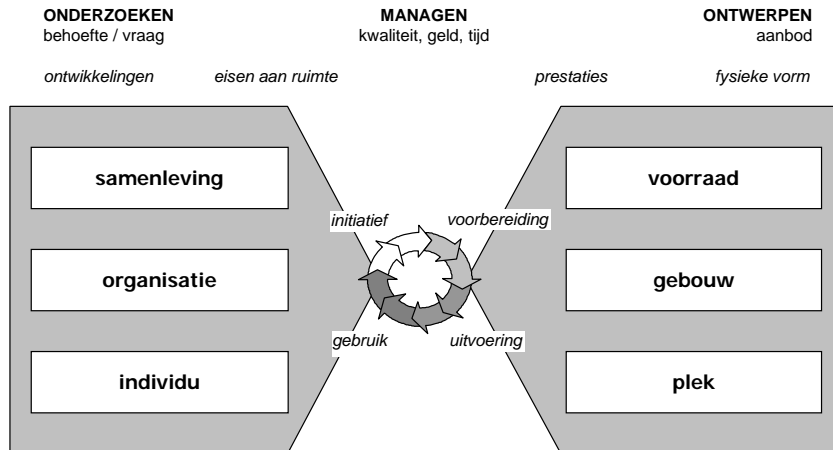 ONDERZOEKEN
behoefte / vraag
MANAGEN
kwaliteit, geld, tijd
ONTWERPEN
aanbod
ontwikkelingen
eisen aan ruimte
prestaties
fysieke vorm
samenleving
organisatie
individu
initiatief
voorbereiding
gebruik
uitvoering
voorraad
gebouw
plek